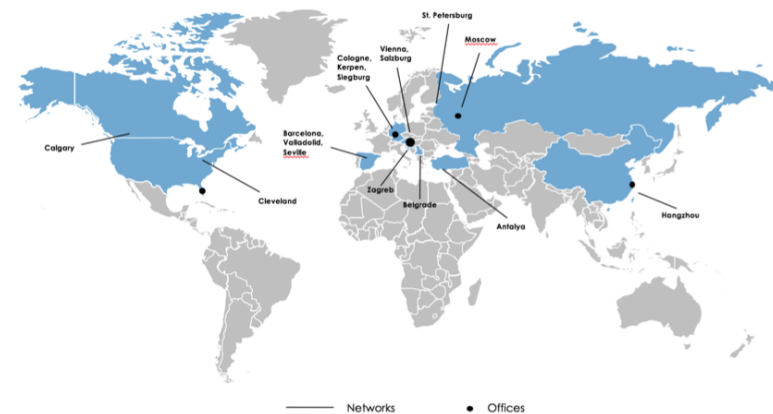 St. Petersburg
Moscow
Vienna,
Salzburg
Cologne,
Kerpen,
Siegburg
Barcelona,
Valladolid,
Seville
Calgary
Cleveland
Zagreb
Belgrade
Antalya
Hangzhou
Networks
Offices